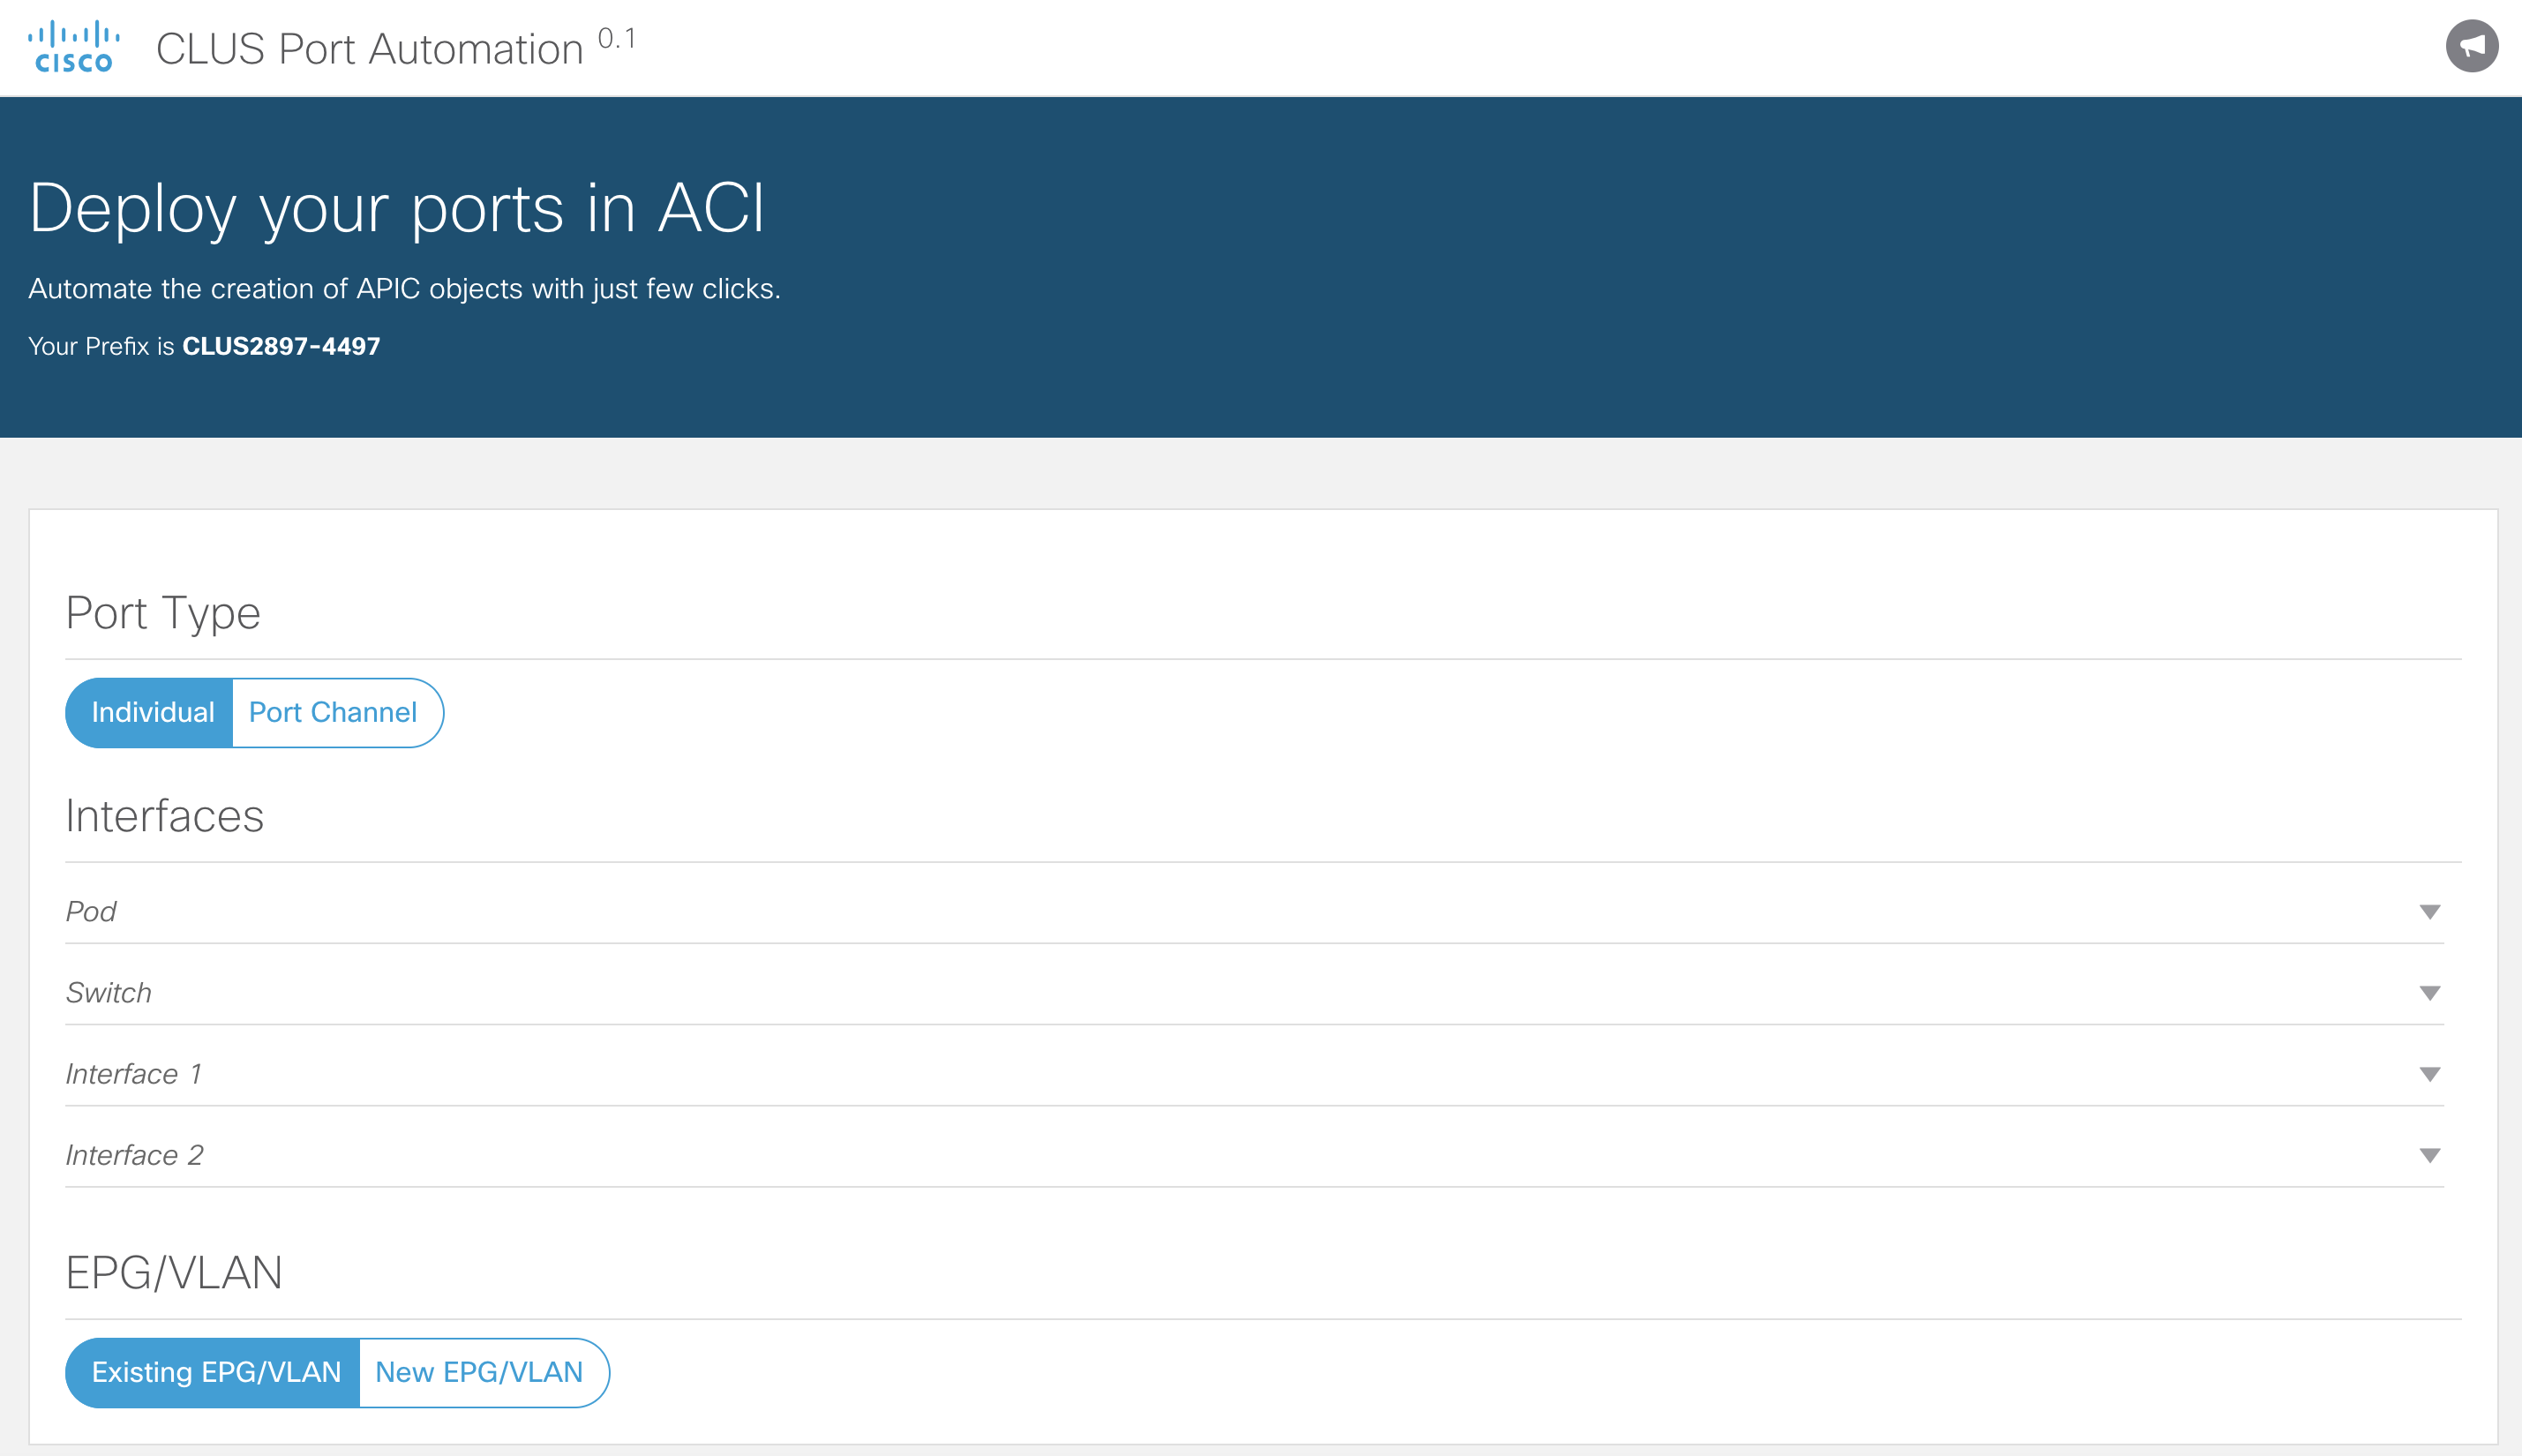 CISCO
CLUS Port Automation 0.1
Deploy your ports in ACI
Automate the creation of APIC objects with just few clicks.
Your Prefix is CLUS2897-4497
Port Type
Individual Port Channel
Interfaces
Pod
Switch
Interface 1
Interface 2
EPG/VLAN
Existing EPG/VLAN New EPG/VLAN